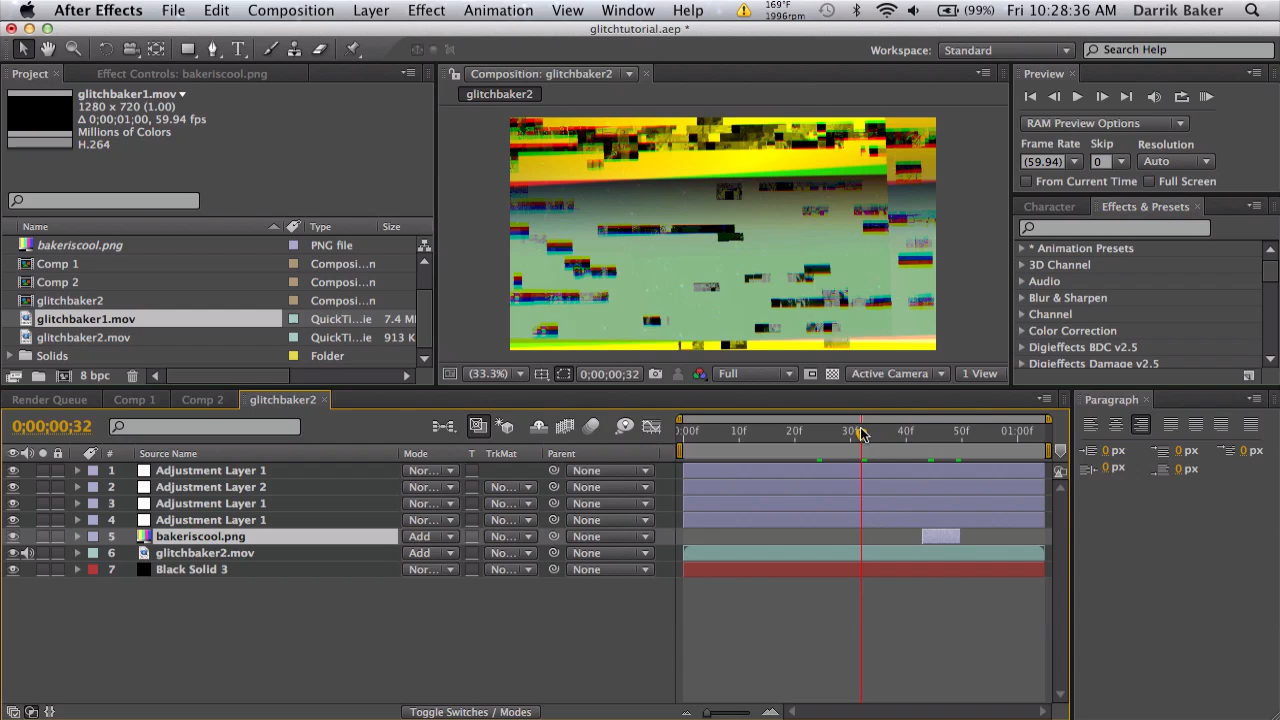 After Effects File Edit Composition Layer Effect Animation View Window Help 169°F 1996rpm (99%) Fri 10:28:36 AM Darrik Baker
glitchtutorial.aep *
Workspace: Standard Search Help
Project Effect Controls: bakeriscool.png Composition: glitchbaker2 Preview
glitchbaker1.mov
1280 x 720 (1.00)
Δ 0;00;01;00, 59.94 fps
Millions of Colors
H.264
glitchbaker2
RAM Preview Options
Frame Rate Skip Resolution
(59.94) 0 Auto
From Current Time Full Screen
Character Effects & Presets
Name Type Size
bakeriscool.png PNG file
Comp 1 Composi...n
Comp 2 Composi...n
glitchbaker2 Composi...n
glitchbaker1.mov QuickTi...e 7.4 M
glitchbaker2.mov QuickTi...e 913 K
Solids Folder
8 bpc
* Animation Presets
3D Channel
Audio
Blur & Sharpen
Channel
Color Correction
Digieffects BDC v2.5
Digieffects Damage v2.5
(33.3%) 0;00;00;32 Full Active Camera 1 View
Render Queue Comp 1 Comp 2 glitchbaker2 Paragraph
0;00;00;32
:00f 10f 20f 30f 40f 50f 01:00f
# Source Name Mode T TrkMat Parent
1 Adjustment Layer 1 Nor... None
2 Adjustment Layer 2 Nor... No... None
3 Adjustment Layer 1 Nor... No... None
4 Adjustment Layer 1 Nor... No... None
5 bakeriscool.png Add No... None
6 glitchbaker2.mov Add No... None
7 Black Solid 3 Nor... No... None
0 px 0 px 0 px
0 px 0 px
Toggle Switches / Modes